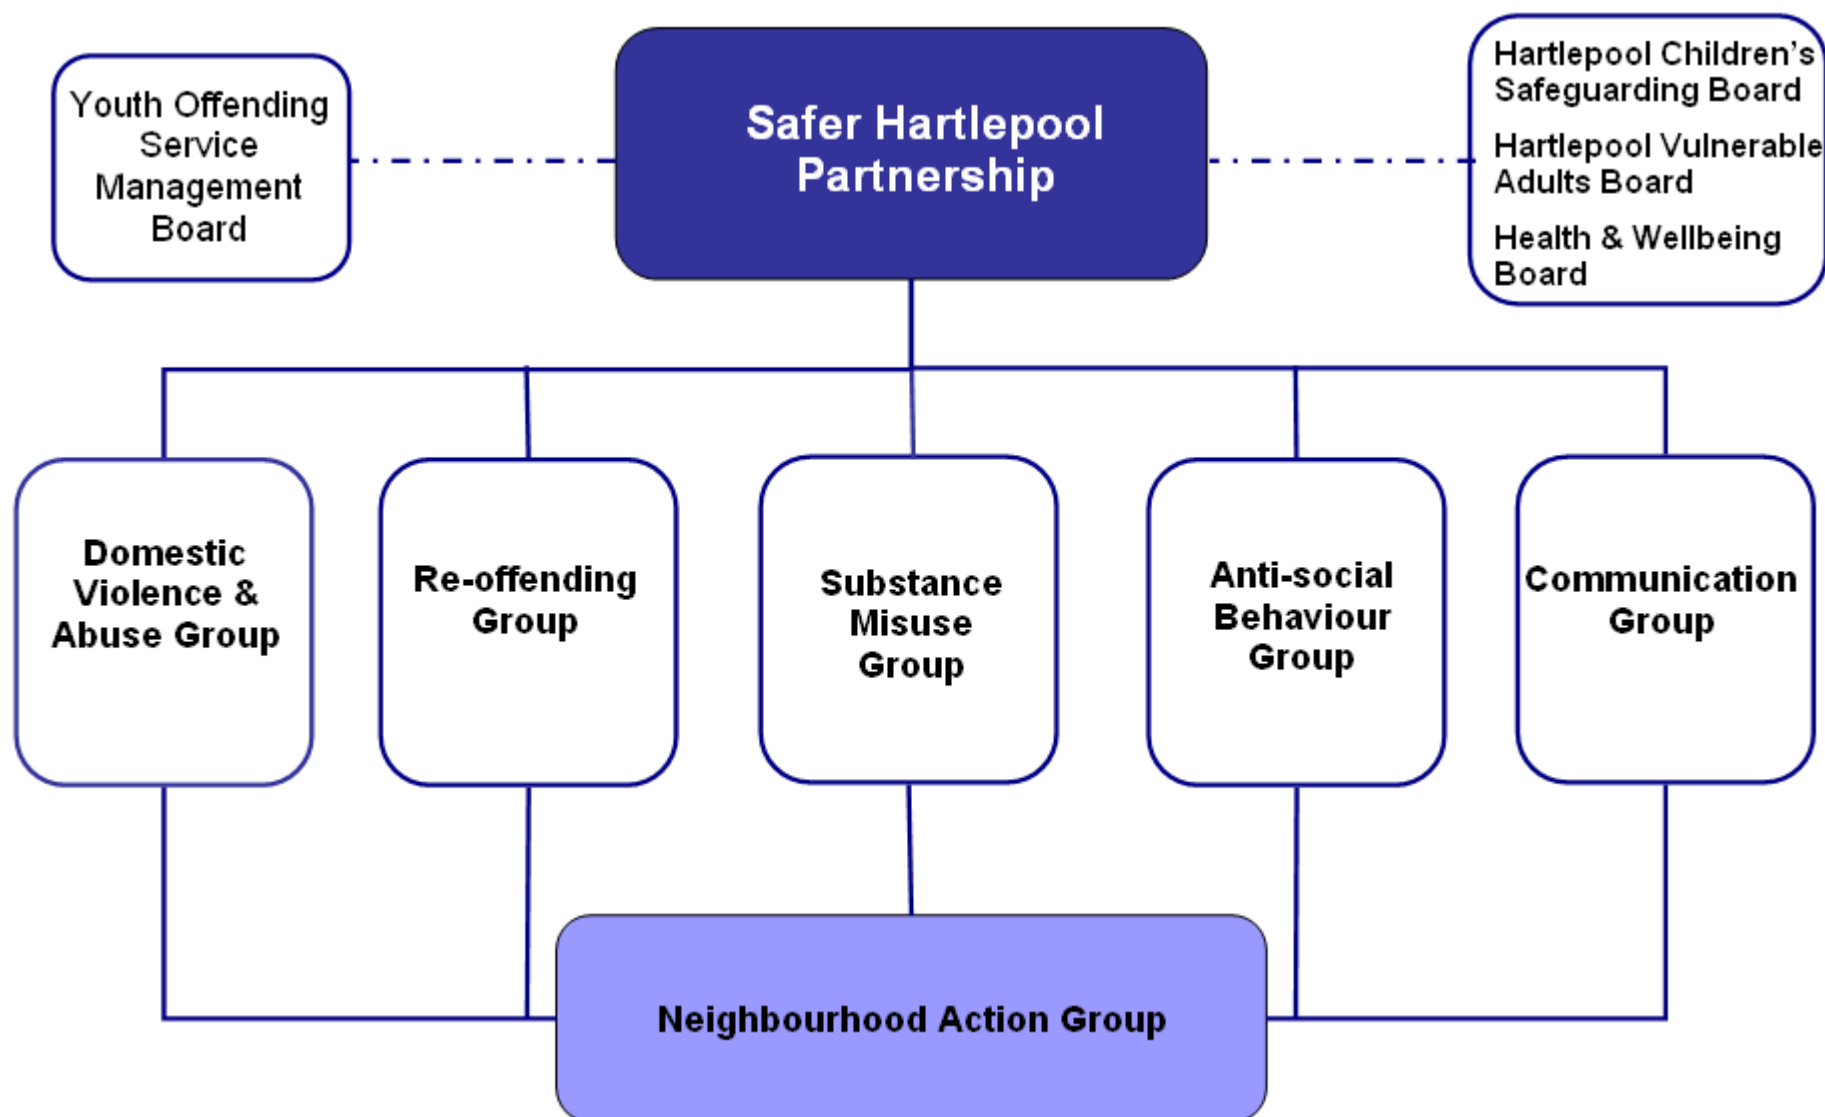 Youth Offending
Service
Management
Board
Safer Hartlepool
Partnership
Hartlepool Children's
Safeguarding Board
Hartlepool Vulnerable
Adults Board
Health & Wellbeing
Board
Domestic
Violence &
Abuse Group
Re-offending
Group
Substance
Misuse
Group
Anti-social
Behaviour
Group
Communication
Group
Neighbourhood Action Group